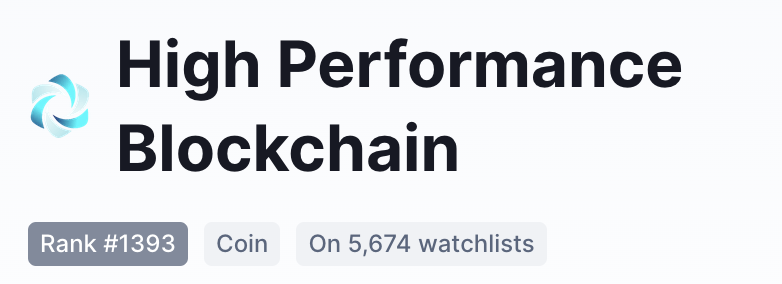 High Performance
Blockchain
Rank #1393 Coin On 5,674 watchlists